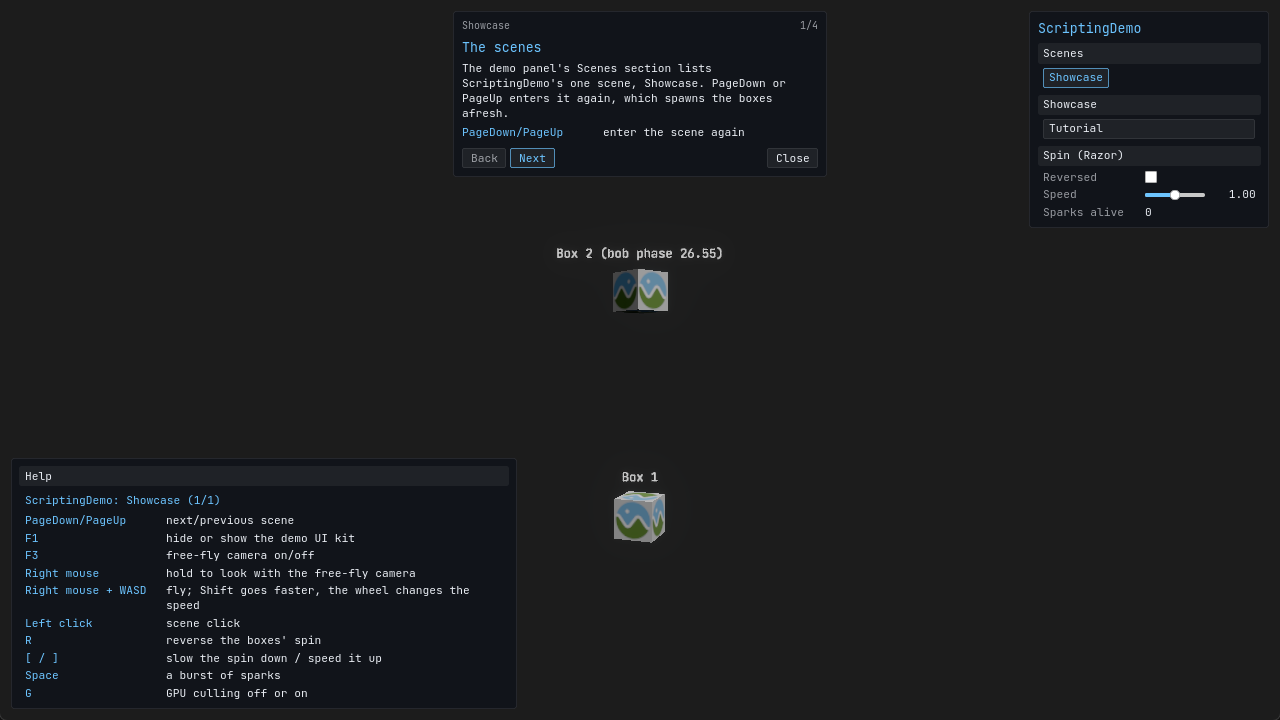 Showcase 1/4
The scenes
The demo panel's Scenes section lists
ScriptingDemo's one scene, Showcase. PageDown or
PageUp enters it again, which spawns the boxes
afresh.
PageDown/PageUp enter the scene again
Back Next Close
ScriptingDemo
Scenes
Showcase
Showcase
Tutorial
Spin (Razor)
Reversed
Speed 1.00
Sparks alive 0
Box 2 (bob phase 26.55)
Box 1
Help
ScriptingDemo: Showcase (1/1)
PageDown/PageUp next/previous scene
F1 hide or show the demo UI kit
F3 free-fly camera on/off
Right mouse hold to look with the free-fly camera
Right mouse + WASD fly; Shift goes faster, the wheel changes the
speed
Left click scene click
R reverse the boxes' spin
[ / ] slow the spin down / speed it up
Space a burst of sparks
G GPU culling off or on